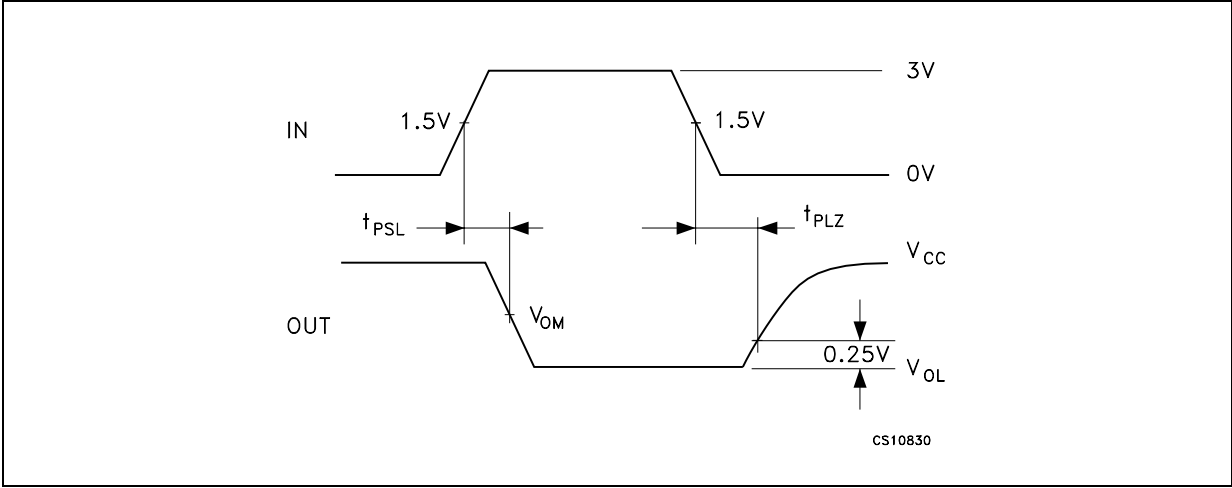 3V
1.5V
1.5V
IN
0V
tPSL
tPLZ
VCC
OUT
VOM
0.25V
VOL
CS10830